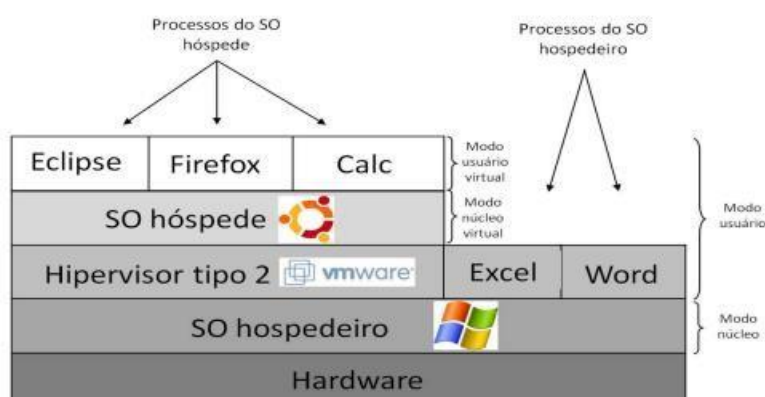 Processos do SO
hóspede
Processos do SO
hospedeiro
Eclipse
Firefox
Calc
Modo
usuário
virtual
SO hóspede
Modo
núcleo
virtual
Modo
usuário
Hipervisor tipo 2
vmware
Excel
Word
SO hospedeiro
Modo
núcleo
Hardware